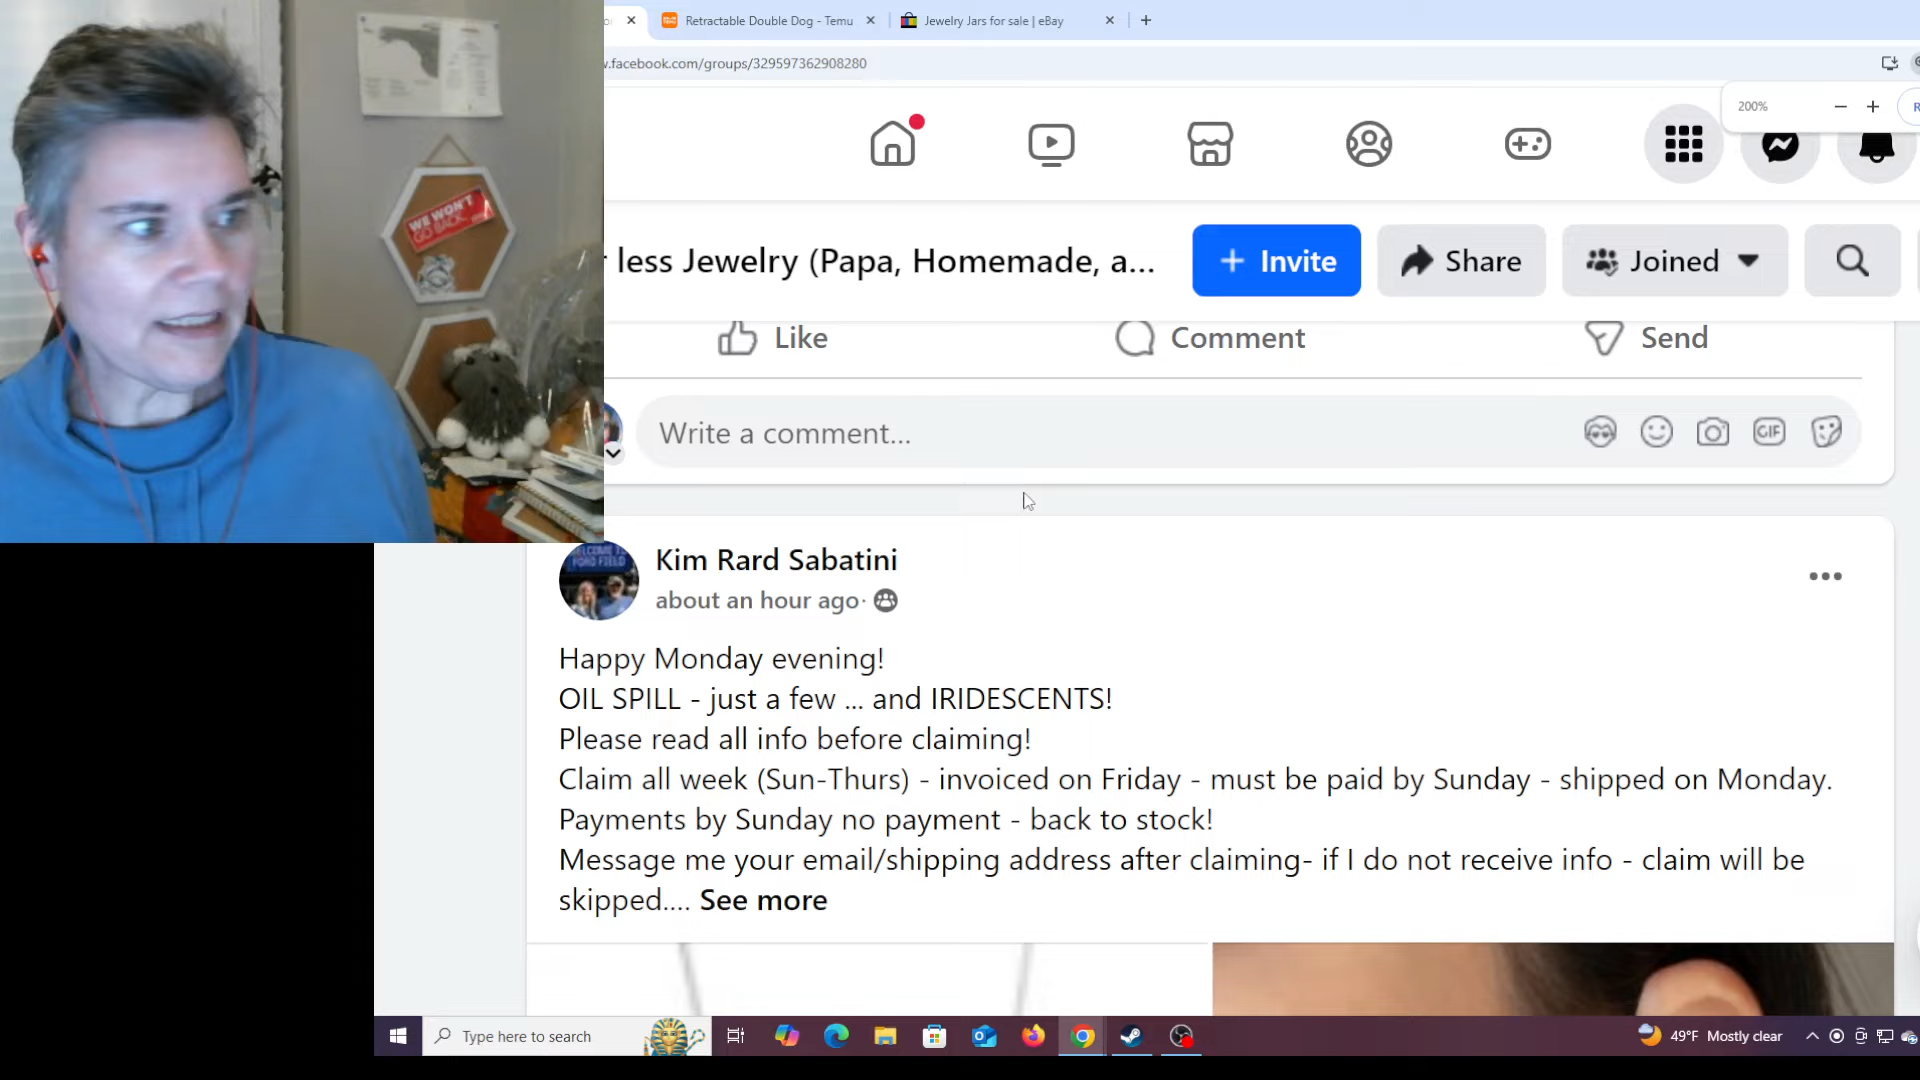 Retractable Double Dog - Temu
Jewelry Jars for sale | eBay
.facebook.com/groups/329597362908280
200%
WE WON'T
GO BACK
less Jewelry (Papa, Homemade, a...
Invite
Share
Joined
Like
Comment
Send
Write a comment...
GIF
FORD FIELD
Kim Rard Sabatini
about an hour ago·
Happy Monday evening!
OIL SPILL - just a few ... and IRIDESCENTS!
Please read all info before claiming!
Claim all week (Sun-Thurs) - invoiced on Friday - must be paid by Sunday - shipped on Monday.
Payments by Sunday no payment - back to stock!
Message me your email/shipping address after claiming- if I do not receive info - claim will be
skipped.... See more
Type here to search
49°F Mostly clear